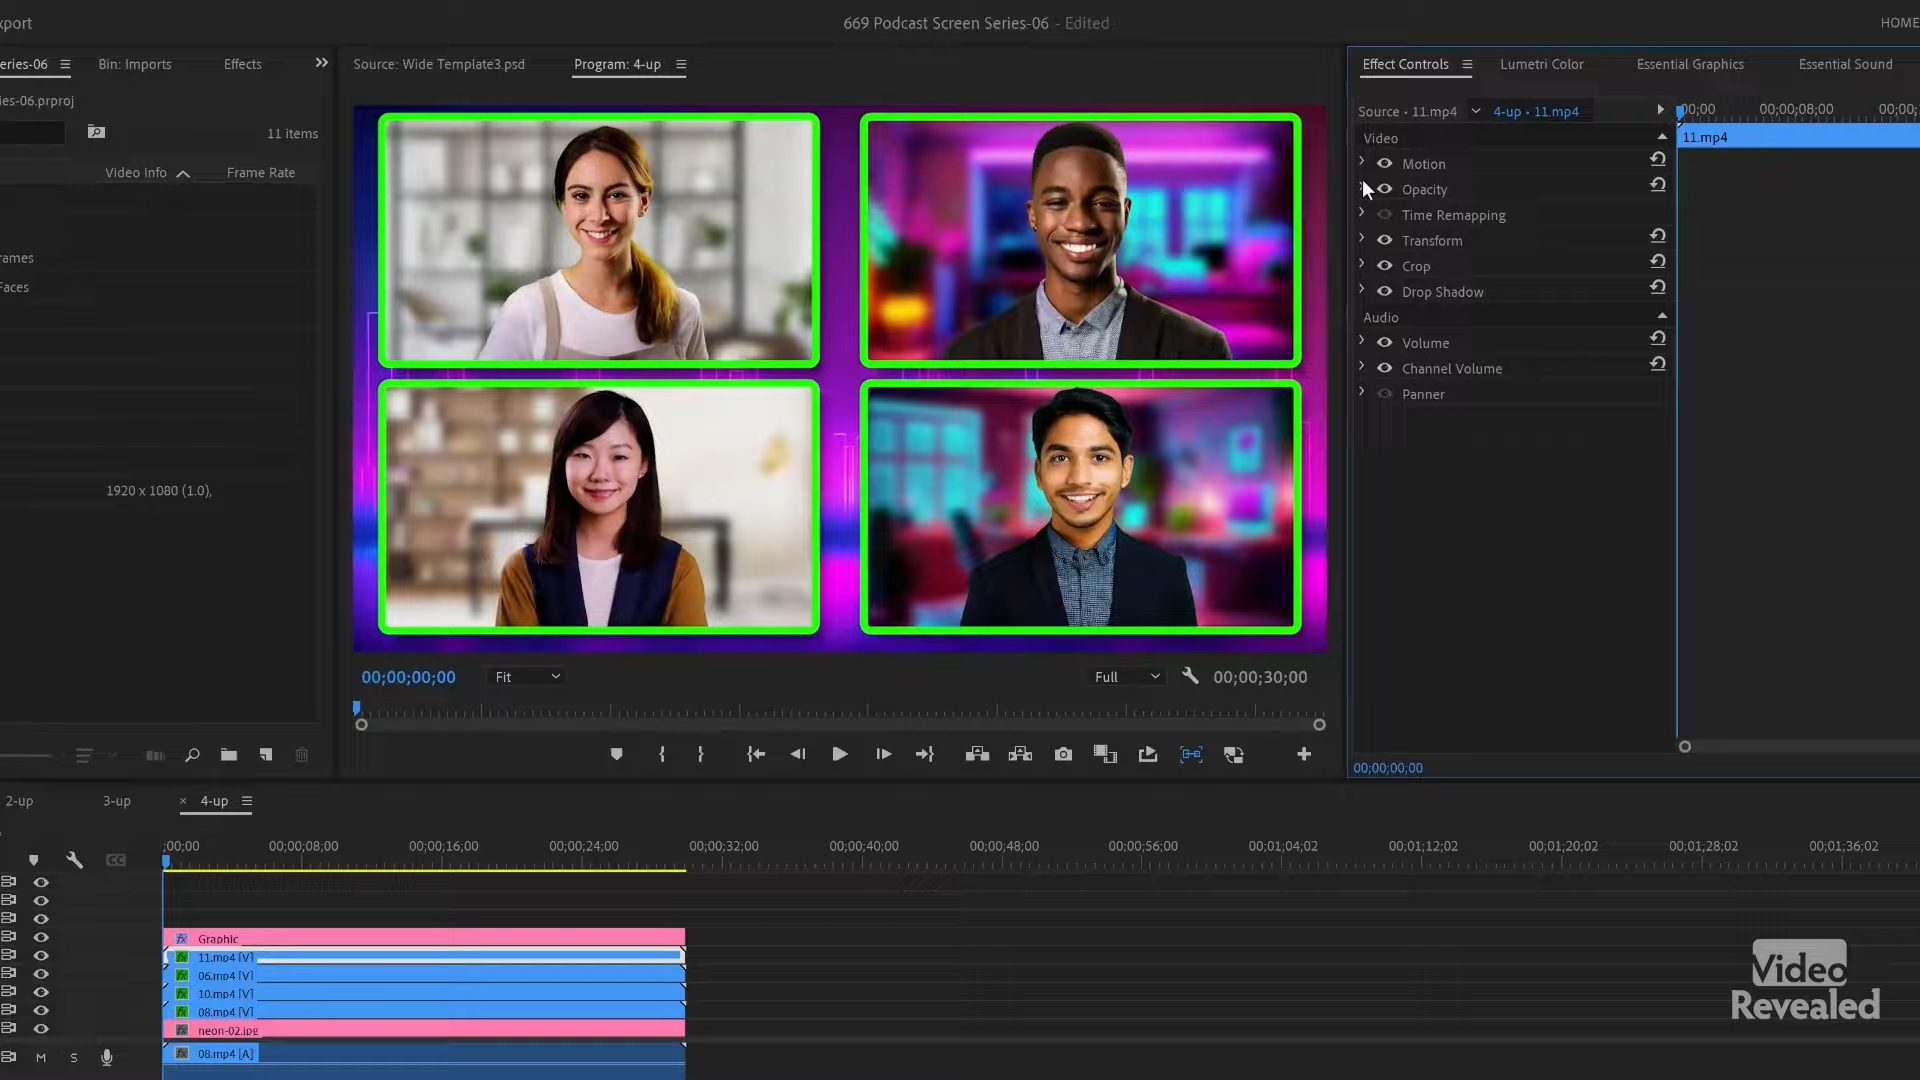 xport
669 Podcast Screen Series-06 - Edited
HOME
eries-06
Bin: Imports
Effects
Source: Wide Template3.psd
Program: 4-up
Effect Controls
Lumetri Color
Essential Graphics
Essential Sound
ies-06.prproj
11 items
Video Info
Frame Rate
rames
Faces
1920 x 1080 (1.0),
Source · 11.mp4
4-up · 11.mp4
00;00
00;00;08;00
00;00;
Video
11.mp4
Motion
Opacity
Time Remapping
Transform
Crop
Drop Shadow
Audio
Volume
Channel Volume
Panner
00;00;00;00
Fit
Full
00;00;30;00
00;00;00;00
2-up
3-up
× 4-up
;00;00
00;00;08;00
00;00;16;00
00;00;24;00
00;00;32;00
00;00;40;00
00;00;48;00
00;00;56;00
00;01;04;02
00;01;12;02
00;01;20;02
00;01;28;02
00;01;36;02
CC
fx Graphic
fx 11.mp4 [V]
fx 06.mp4 [V]
fx 10.mp4 [V]
fx 08.mp4 [V]
fx neon-02.jpg
M S
fx 08.mp4 [A]
Video
Revealed